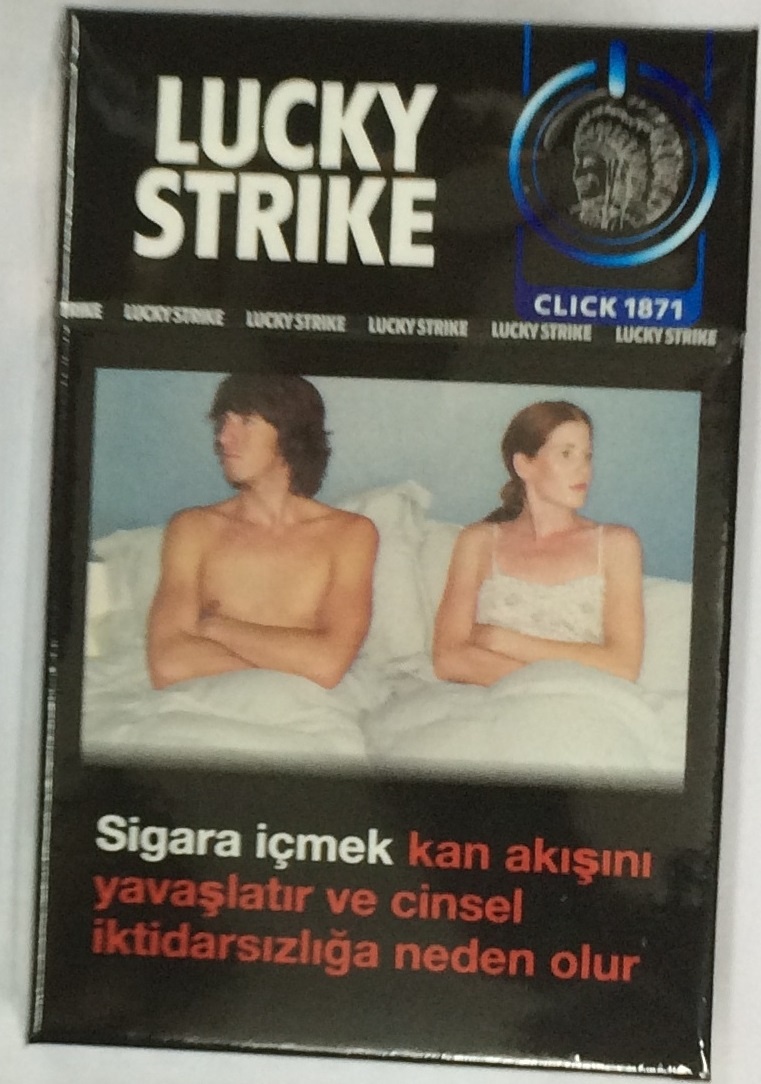 LUCKY
STRIKE
CLICK 1871
RIKE LUCKY STRIKE LUCKY STRIKE LUCKY STRIKE LUCKY STRIKE LUCKY STRIKE
Sigara içmek kan akışını
yavaşlatır ve cinsel
iktidarsızlığa neden olur